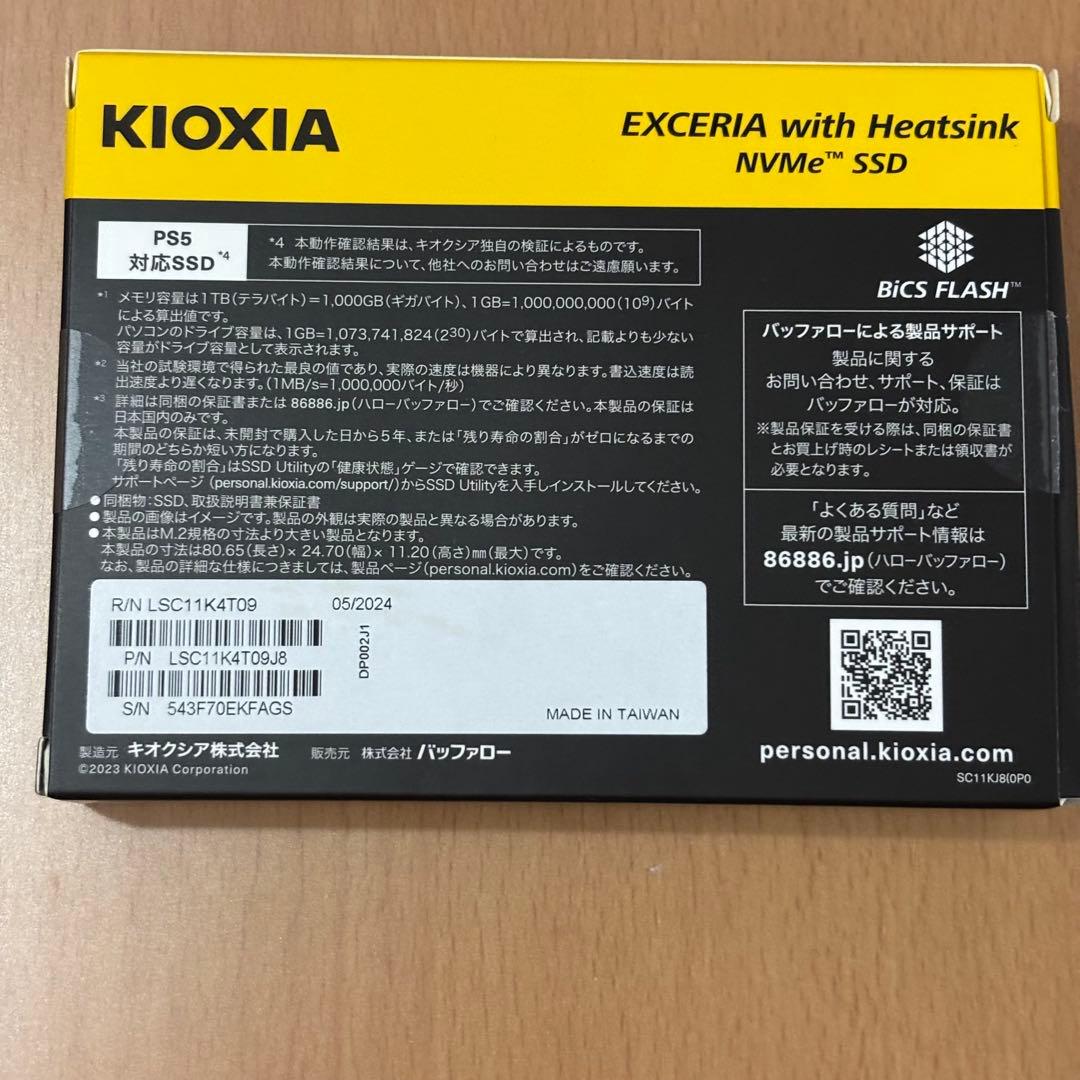 KIOXIA
EXCERIA with Heatsink
NVMe™ SSD
PS5
対応SSD*4
*4 本動作確認結果は、キオクシア独自の検証によるものです。
本動作確認結果について、他社へのお問い合わせはご遠慮願います。
BiCS FLASH™
*1 メモリ容量は1TB(テラバイト)=1,000GB(ギガバイト)、1GB=1,000,000,000(10⁹)バイト
による算出値です。
パソコンのドライブ容量は、1GB=1,073,741,824(2³⁰)バイトで算出され、記載よりも少ない
容量がドライブ容量として表示されます。
*2 当社の試験環境で得られた最良の値であり、実際の速度は機器により異なります。書込速度は読
出速度より遅くなります。(1MB/s=1,000,000バイト/秒)
*3 詳細は同梱の保証書または 86886.jp(ハローバッファロー)でご確認ください。本製品の保証は
日本国内のみです。
本製品の保証は、未開封で購入した日から5年、または「残り寿命の割合」がゼロになるまでの
期間のどちらか短い方になります。
「残り寿命の割合」はSSD Utilityの「健康状態」ゲージで確認できます。
サポートページ (personal.kioxia.com/support/)からSSD Utilityを入手しインストールしてください。
●同梱物:SSD、取扱説明書兼保証書
●製品の画像はイメージです。製品の外観は実際の製品と異なる場合があります。
●本製品はM.2規格の寸法より大きい製品となります。
本製品の寸法は80.65(長さ)×24.70(幅)×11.20(高さ)mm(最大)です。
なお、製品の詳細な仕様につきましては、製品ページ(personal.kioxia.com)をご確認ください。
バッファローによる製品サポート
製品に関する
お問い合わせ、サポート、保証は
バッファローが対応。
※製品保証を受ける際は、同梱の保証書
とお買上げ時のレシートまたは領収書が
必要となります。
「よくある質問」など
最新の製品サポート情報は
86886.jp(ハローバッファロー)
でご確認ください。
R/N LSC11K4T09 05/2024
P/N LSC11K4T09J8
DP002J1
S/N 543F70EKFAGS
MADE IN TAIWAN
製造元 キオクシア株式会社 販売元 株式会社 バッファロー
©2023 KIOXIA Corporation
personal.kioxia.com
SC11KJ8(0P0